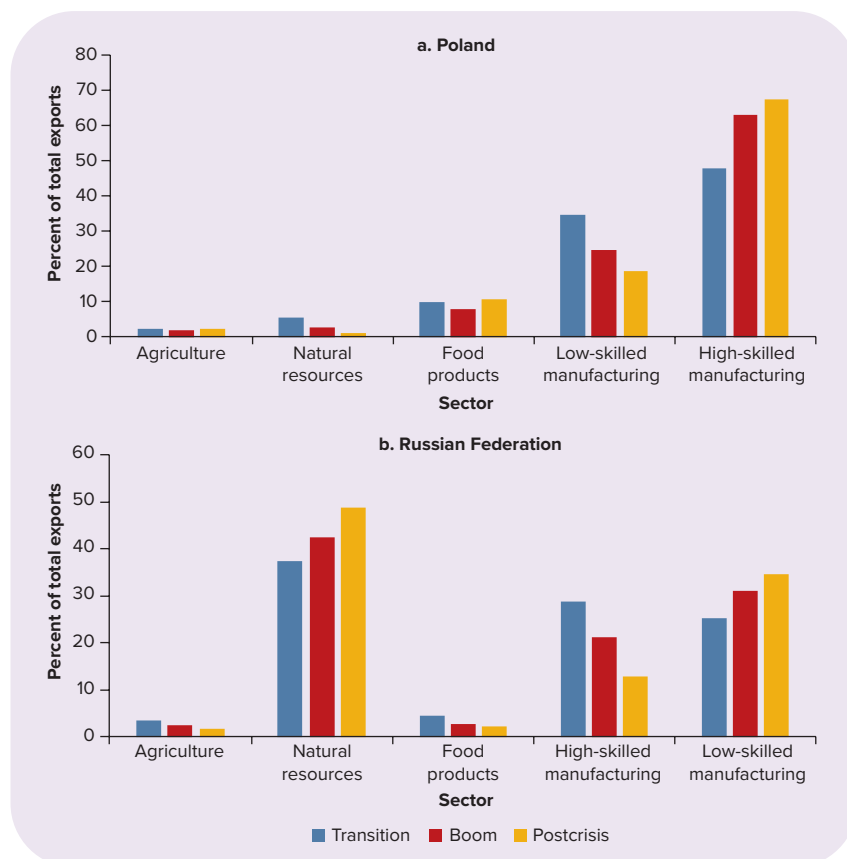 a. Poland
Percent of total exports
80
70
60
50
40
30
20
10
0
Agriculture
Natural
resources
Food
products
Low-skilled
manufacturing
High-skilled
manufacturing
Sector
b. Russian Federation
Percent of total exports
60
50
40
30
20
10
0
Agriculture
Natural
resources
Food
products
High-skilled
manufacturing
Low-skilled
manufacturing
Sector
Transition Boom Postcrisis